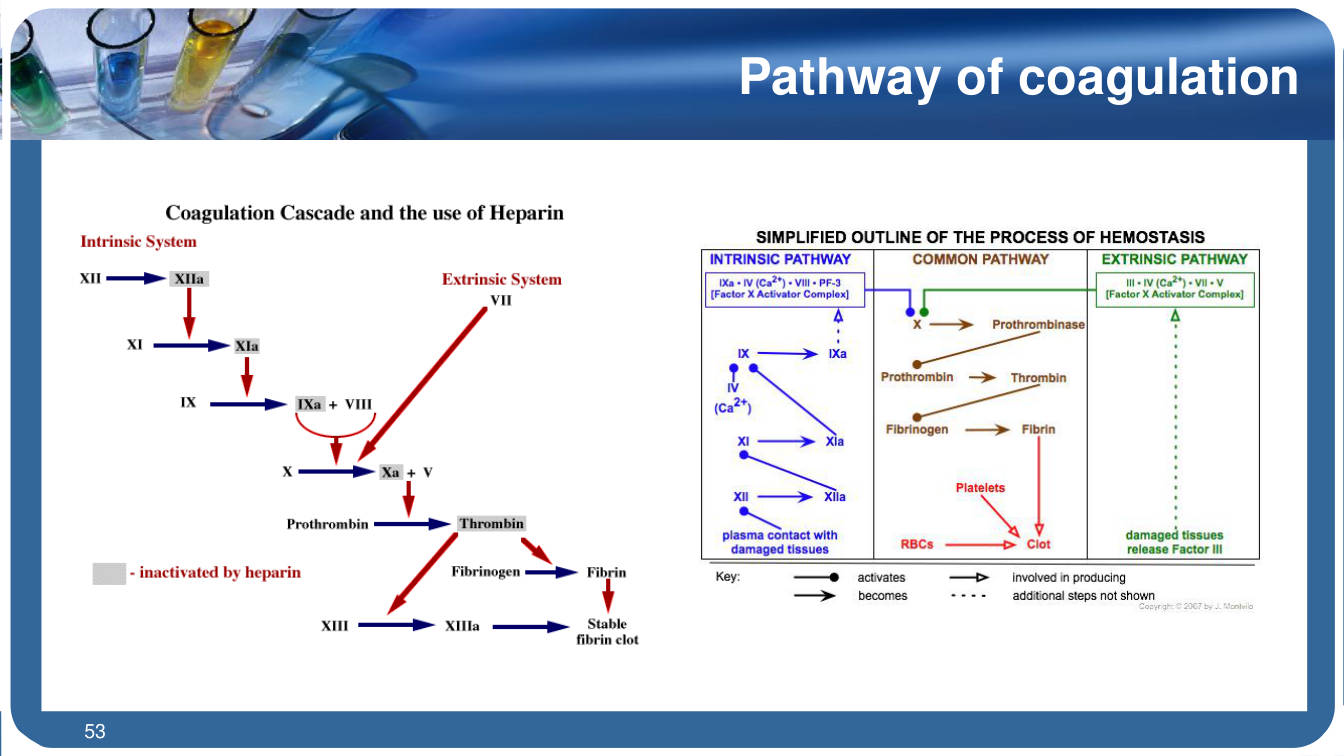 Pathway of coagulation
Coagulation Cascade and the use of Heparin
Intrinsic System
XII XIIa
Extrinsic System
VII
XI XIa
IX IXa + VIII
X Xa + V
Prothrombin Thrombin
- inactivated by heparin
Fibrinogen Fibrin
XIII XIIIa Stable
fibrin clot
SIMPLIFIED OUTLINE OF THE PROCESS OF HEMOSTASIS
INTRINSIC PATHWAY COMMON PATHWAY EXTRINSIC PATHWAY
IXa • IV (Ca2+) • VIII • PF-3
[Factor X Activator Complex]
III • IV (Ca2+) • VII • V
[Factor X Activator Complex]
X Prothrombinase
IX IXa
Prothrombin Thrombin
IV
(Ca2+)
Fibrinogen Fibrin
XI XIa
Platelets
XII XIIa
plasma contact with
damaged tissues
RBCs Clot
damaged tissues
release Factor III
Key: activates involved in producing
becomes additional steps not shown
Copyright: © 2007 by J. Montvilo
53